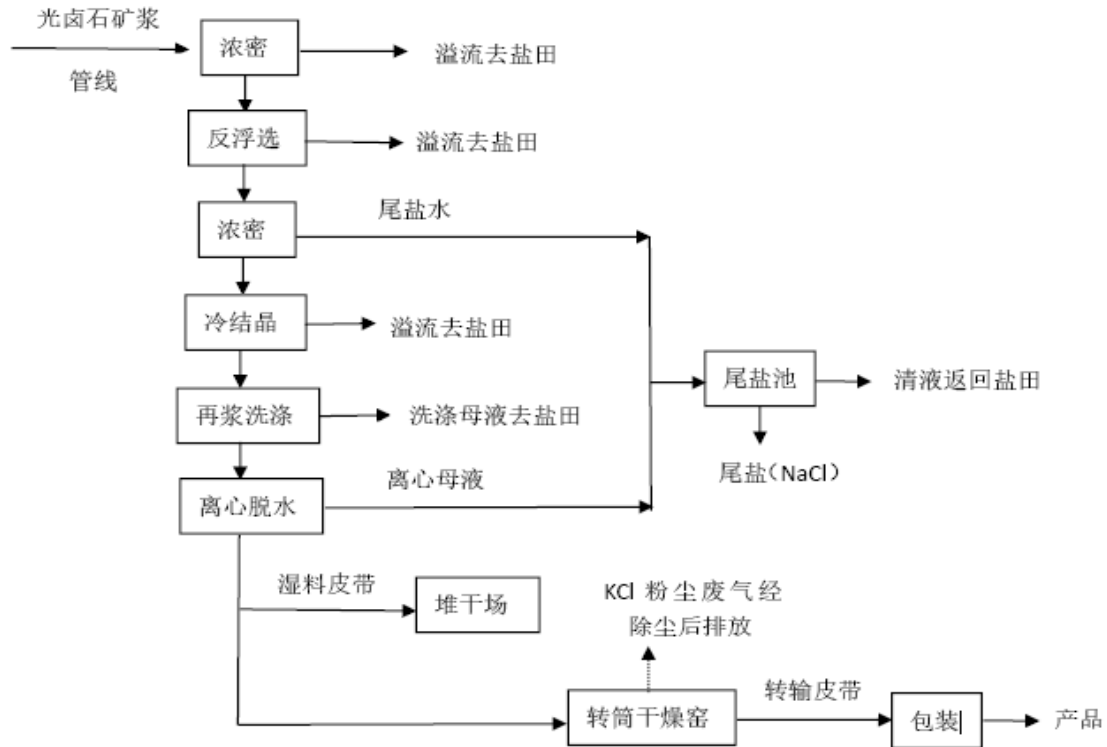 光卤石矿浆
管线
浓密
溢流去盐田
反浮选
溢流去盐田
浓密
尾盐水
冷结晶
溢流去盐田
尾盐池
清液返回盐田
再浆洗涤
洗涤母液去盐田
尾盐(NaCl)
离心脱水
离心母液
湿料皮带
堆干场
KCl 粉尘废气经
除尘后排放
转筒干燥窑
转输皮带
包装
产品